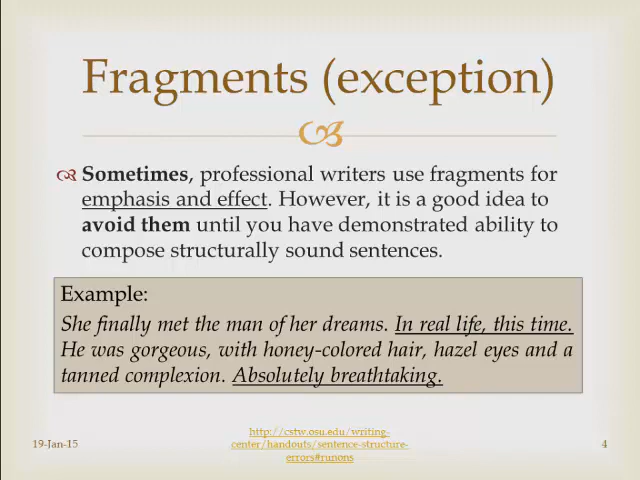 Fragments (exception)
Sometimes, professional writers use fragments for
emphasis and effect. However, it is a good idea to
avoid them until you have demonstrated ability to
compose structurally sound sentences.
Example:
She finally met the man of her dreams. In real life, this time.
He was gorgeous, with honey-colored hair, hazel eyes and a
tanned complexion. Absolutely breathtaking.
19-Jan-15
http://cstw.osu.edu/writing-
center/handouts/sentence-structure-
errors#runons
4